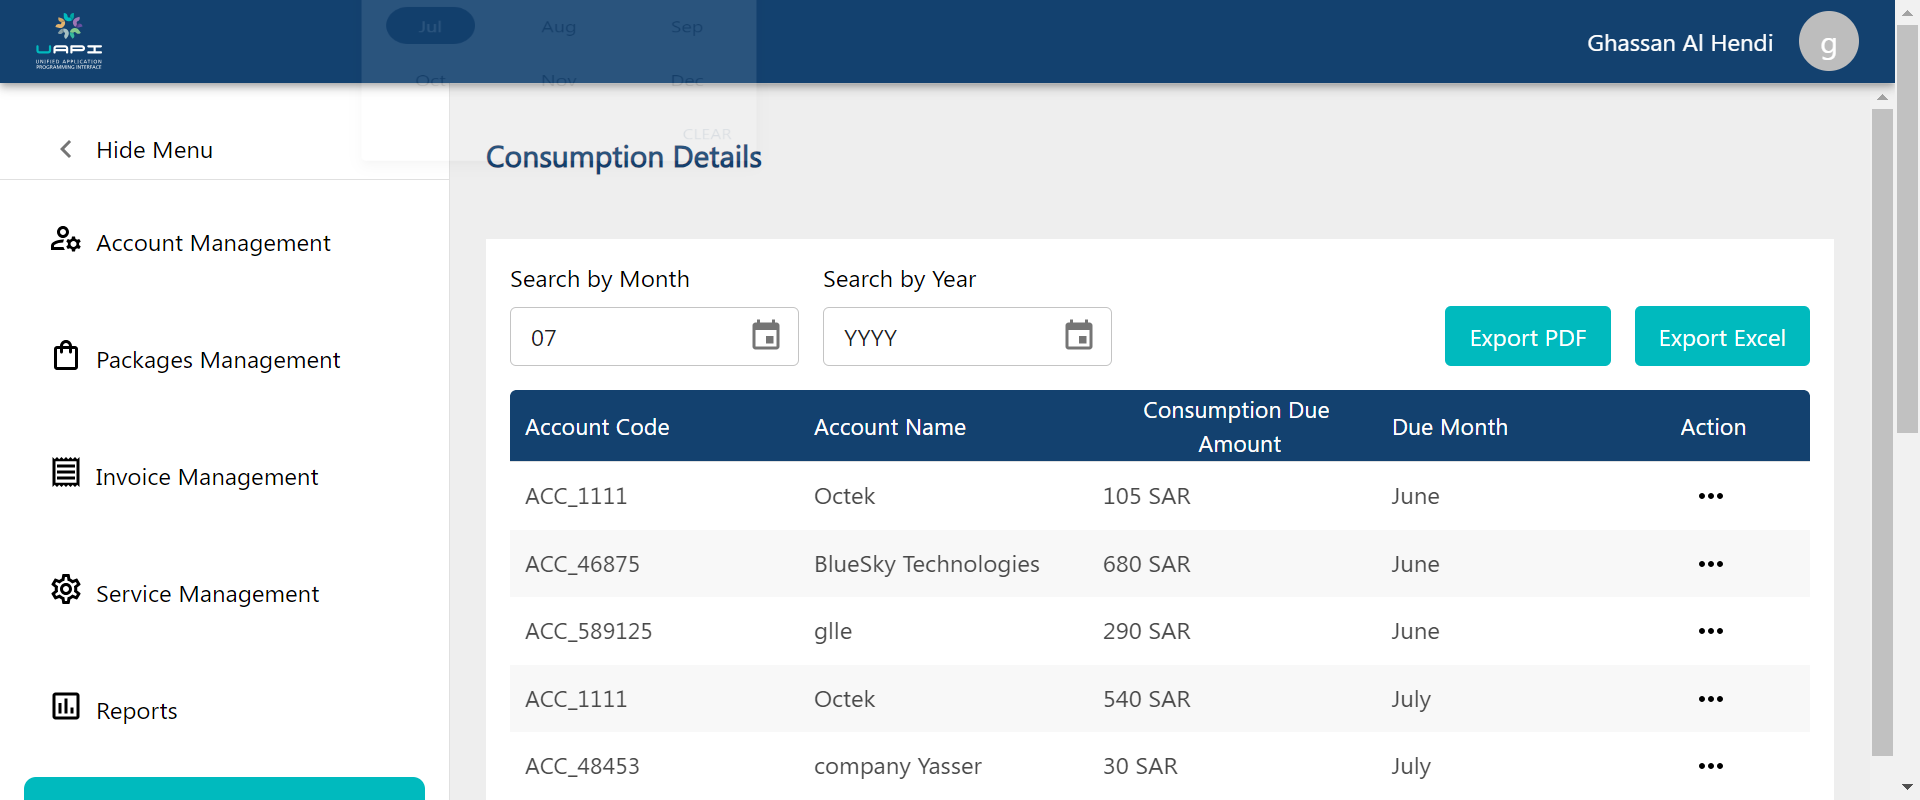 UAPI
UNIFIED APPLICATION
PROGRAMMING INTERFACE
Jul Aug Sep
Oct Nov Dec
CLEAR
Ghassan Al Hendi
g
Hide Menu
Account Management
Packages Management
Invoice Management
Service Management
Reports
Consumption Details
Search by Month Search by Year
07 YYYY Export PDF Export Excel
Account Code Account Name Consumption Due Amount Due Month Action
ACC_1111 Octek 105 SAR June
ACC_46875 BlueSky Technologies 680 SAR June
ACC_589125 glle 290 SAR June
ACC_1111 Octek 540 SAR July
ACC_48453 company Yasser 30 SAR July